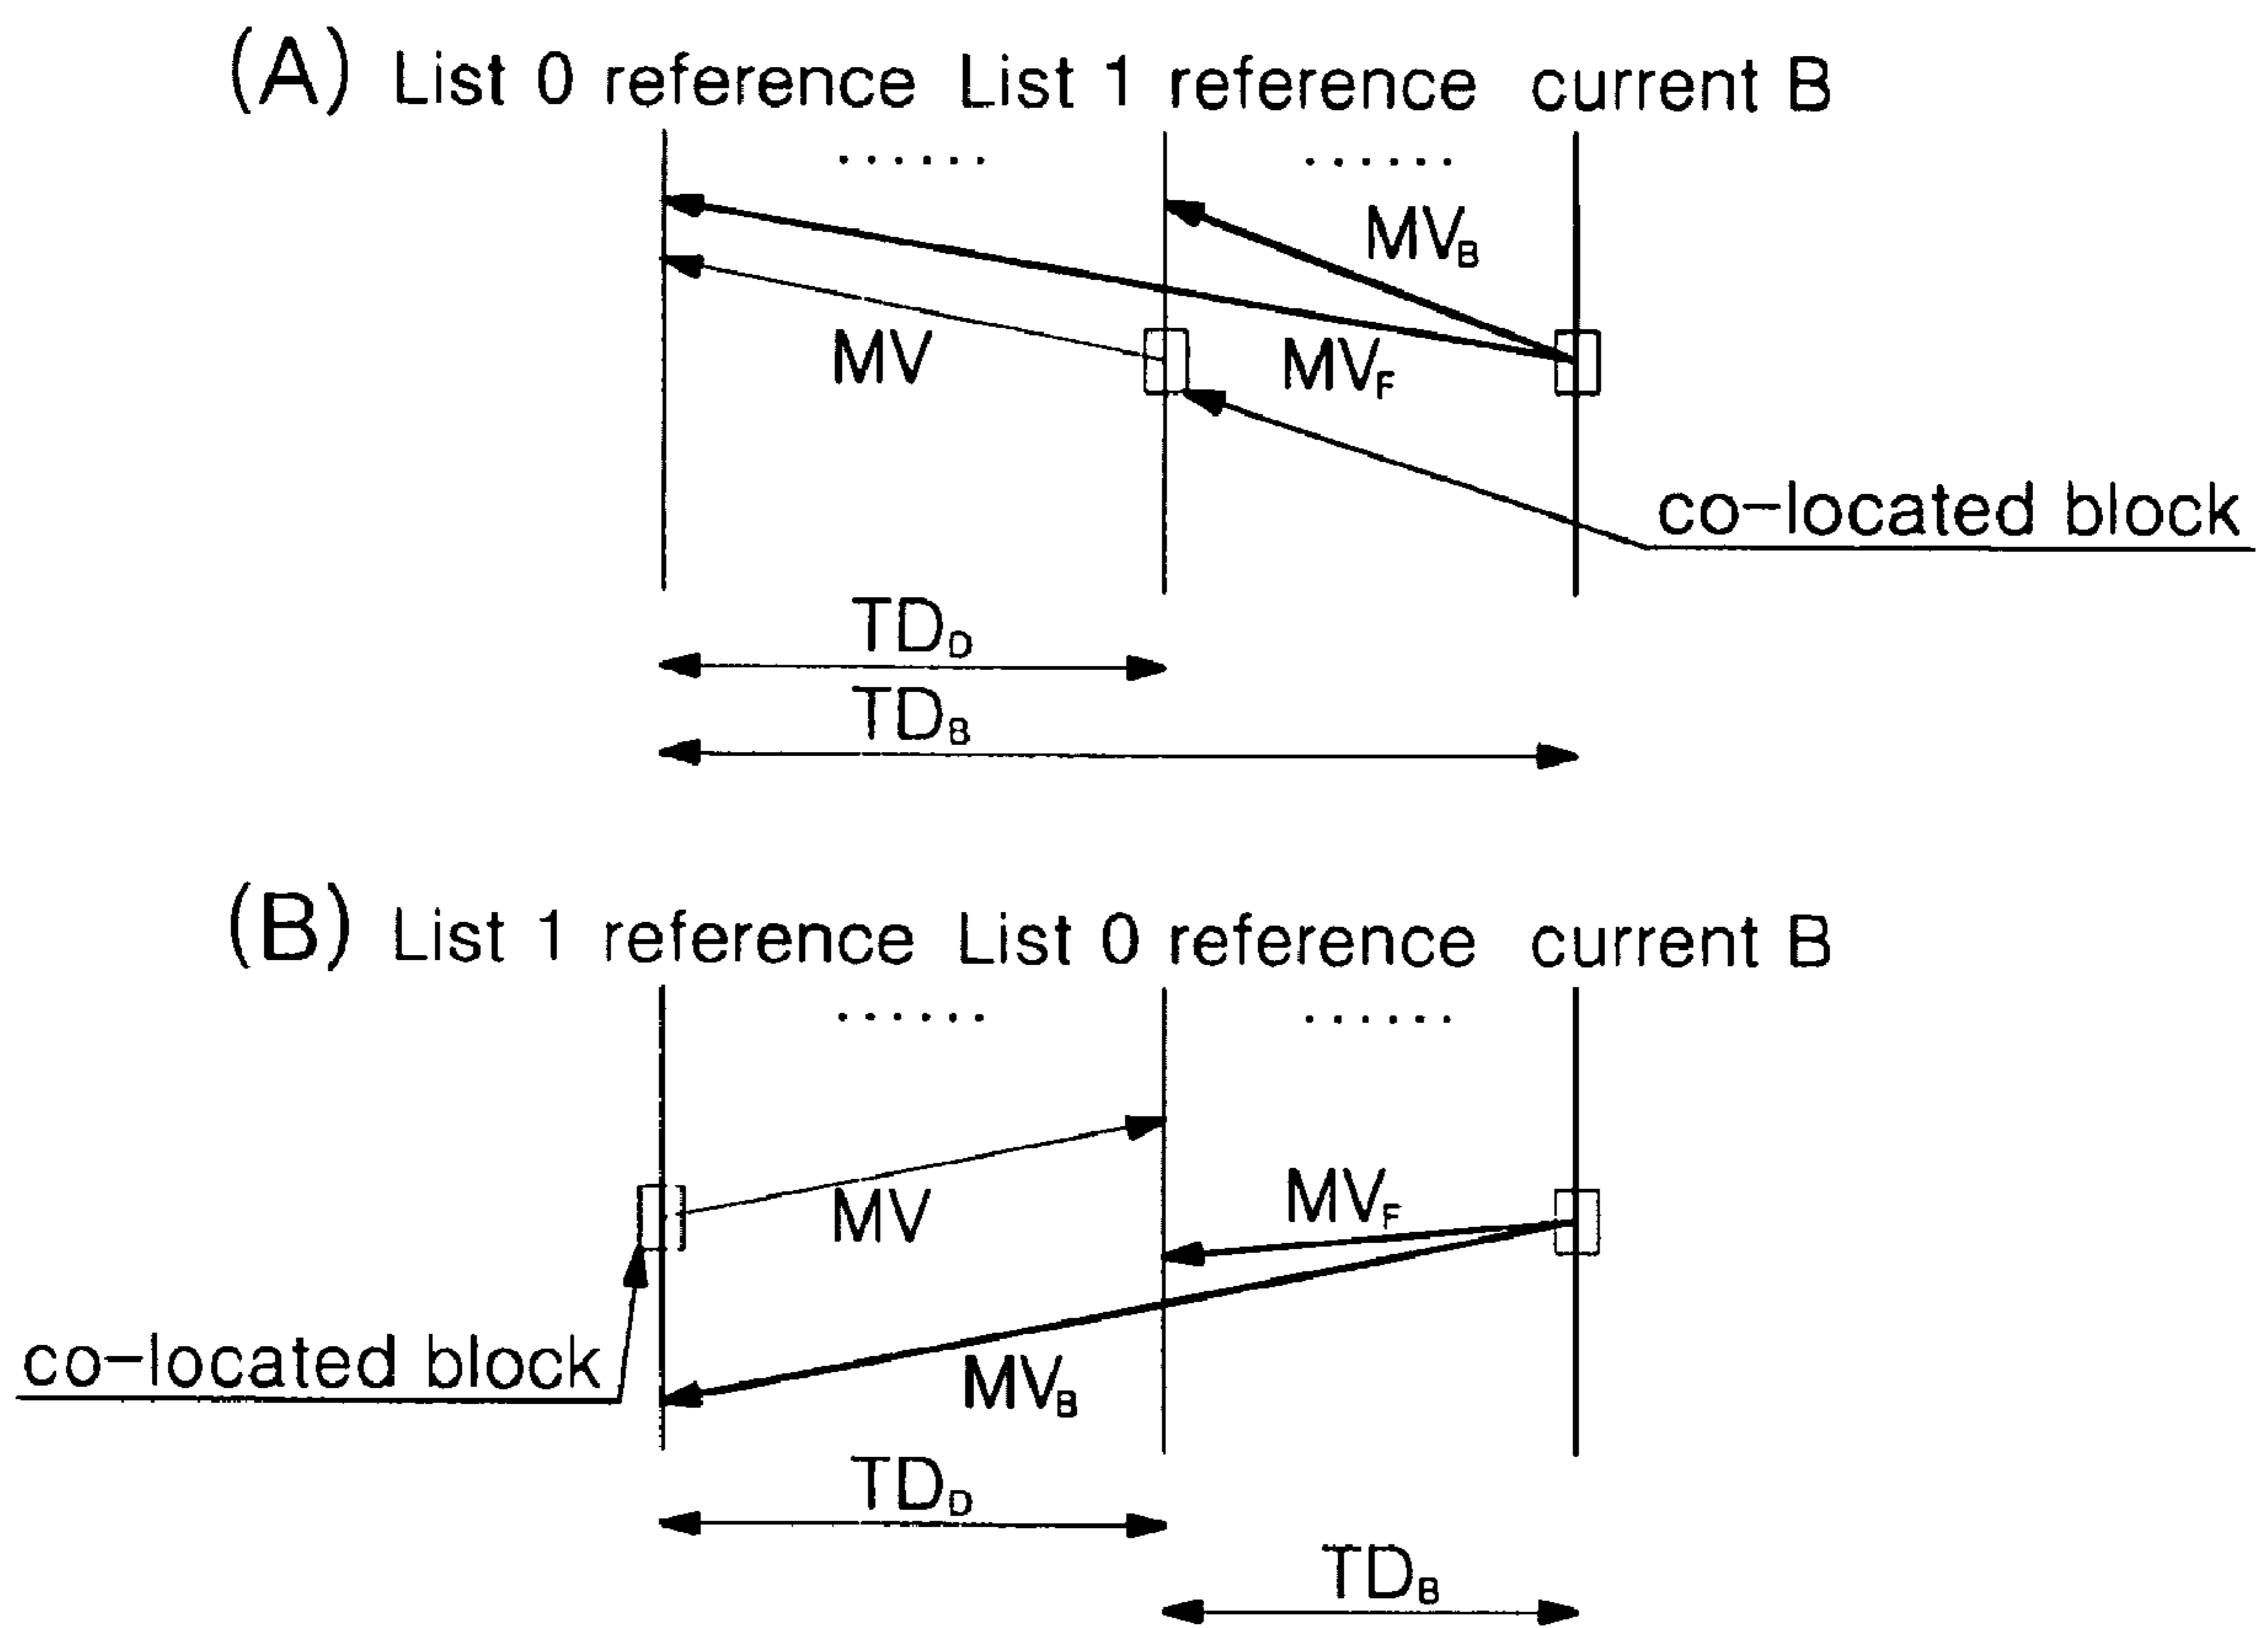 (A) List 0 reference List 1 reference current B
......  ......
MV_B
MV MV_F
co-located block
TD_D
TD_B
(B) List 1 reference List 0 reference current B
......  ......
MV MV_F
co-located block MV_B
TD_D
TD_B